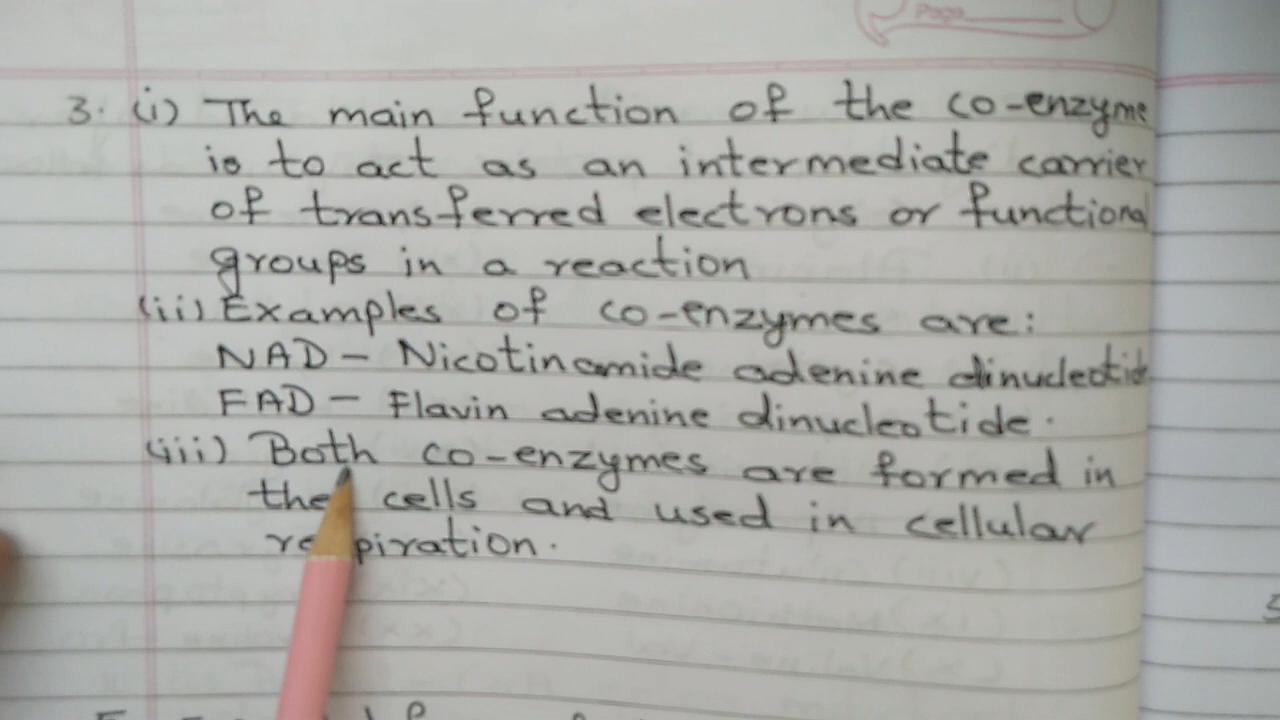 Page
3. (i) The main function of the co-enzyme
is to act as an intermediate carrier
of transferred electrons or functional
groups in a reaction
(ii) Examples of co-enzymes are:
NAD - Nicotinamide adenine dinucleotid
FAD - Flavin adenine dinucleotide.
(iii) Both co-enzymes are formed in
the cells and used in cellular
respiration.